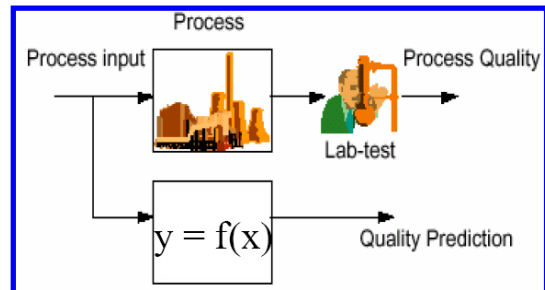 Process
Process input
Process Quality
Lab-test
y = f(x)
Quality Prediction